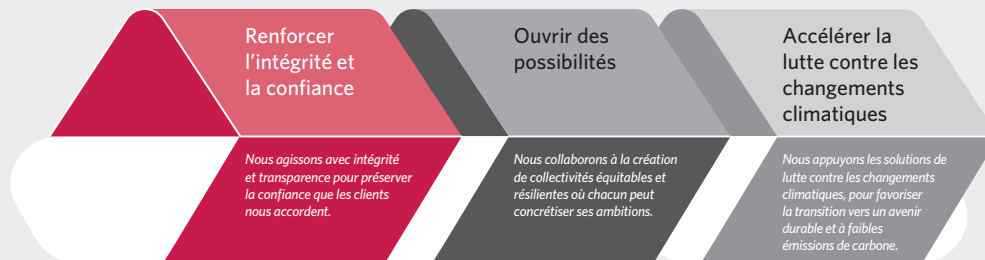 Renforcer
l'intégrité et
la confiance
Nous agissons avec intégrité
et transparence pour préserver
la confiance que les clients
nous accordent.
Ouvrir des
possibilités
Nous collaborons à la création
de collectivités équitables et
résilientes où chacun peut
concrétiser ses ambitions.
Accélérer la
lutte contre les
changements
climatiques
Nous appuyons les solutions de
lutte contre les changements
climatiques, pour favoriser
la transition vers un avenir
durable et à faibles
émissions de carbone.